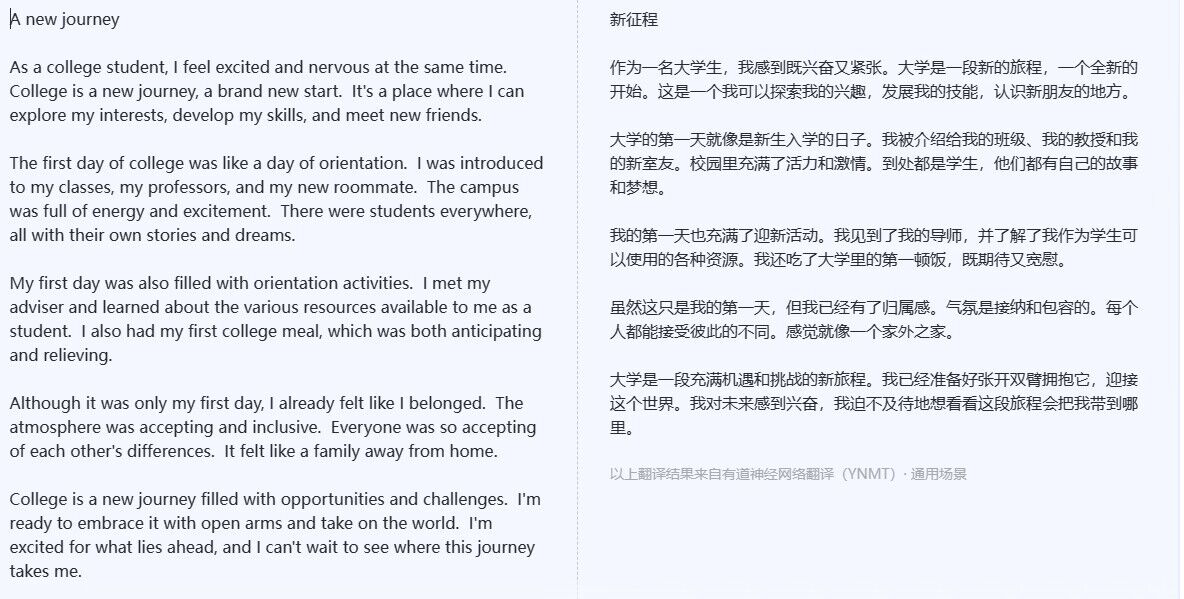 A new journey
As a college student, I feel excited and nervous at the same time.
College is a new journey, a brand new start.  It's a place where I can
explore my interests, develop my skills, and meet new friends.
The first day of college was like a day of orientation.  I was introduced
to my classes, my professors, and my new roommate.  The campus
was full of energy and excitement.  There were students everywhere,
all with their own stories and dreams.
My first day was also filled with orientation activities.  I met my
adviser and learned about the various resources available to me as a
student.  I also had my first college meal, which was both anticipating
and relieving.
Although it was only my first day, I already felt like I belonged.  The
atmosphere was accepting and inclusive.  Everyone was so accepting
of each other's differences.  It felt like a family away from home.
College is a new journey filled with opportunities and challenges.  I'm
ready to embrace it with open arms and take on the world.  I'm
excited for what lies ahead, and I can't wait to see where this journey
takes me.
新征程
作为一名大学生，我感到既兴奋又紧张。大学是一段新的旅程，一个全新的
开始。这是一个我可以探索我的兴趣，发展我的技能，认识新朋友的地方。
大学的第一天就像是新生入学的日子。我被介绍给我的班级、我的教授和我
的新室友。校园里充满了活力和激情。到处都是学生，他们都有自己的故事
和梦想。
我的第一天也充满了迎新活动。我见到了我的导师，并了解了我作为学生可
以使用的各种资源。我还吃了大学里的第一顿饭，既期待又宽慰。
虽然这只是我的第一天，但我已经有了归属感。气氛是接纳和包容的。每个
人都能接受彼此的不同。感觉就像一个家外之家。
大学是一段充满机遇和挑战的新旅程。我已经准备好张开双臂拥抱它，迎接
这个世界。我对未来感到兴奋，我迫不及待地想看看这段旅程会把我带到哪
里。
以上翻译结果来自有道神经网络翻译（YNMT）· 通用场景